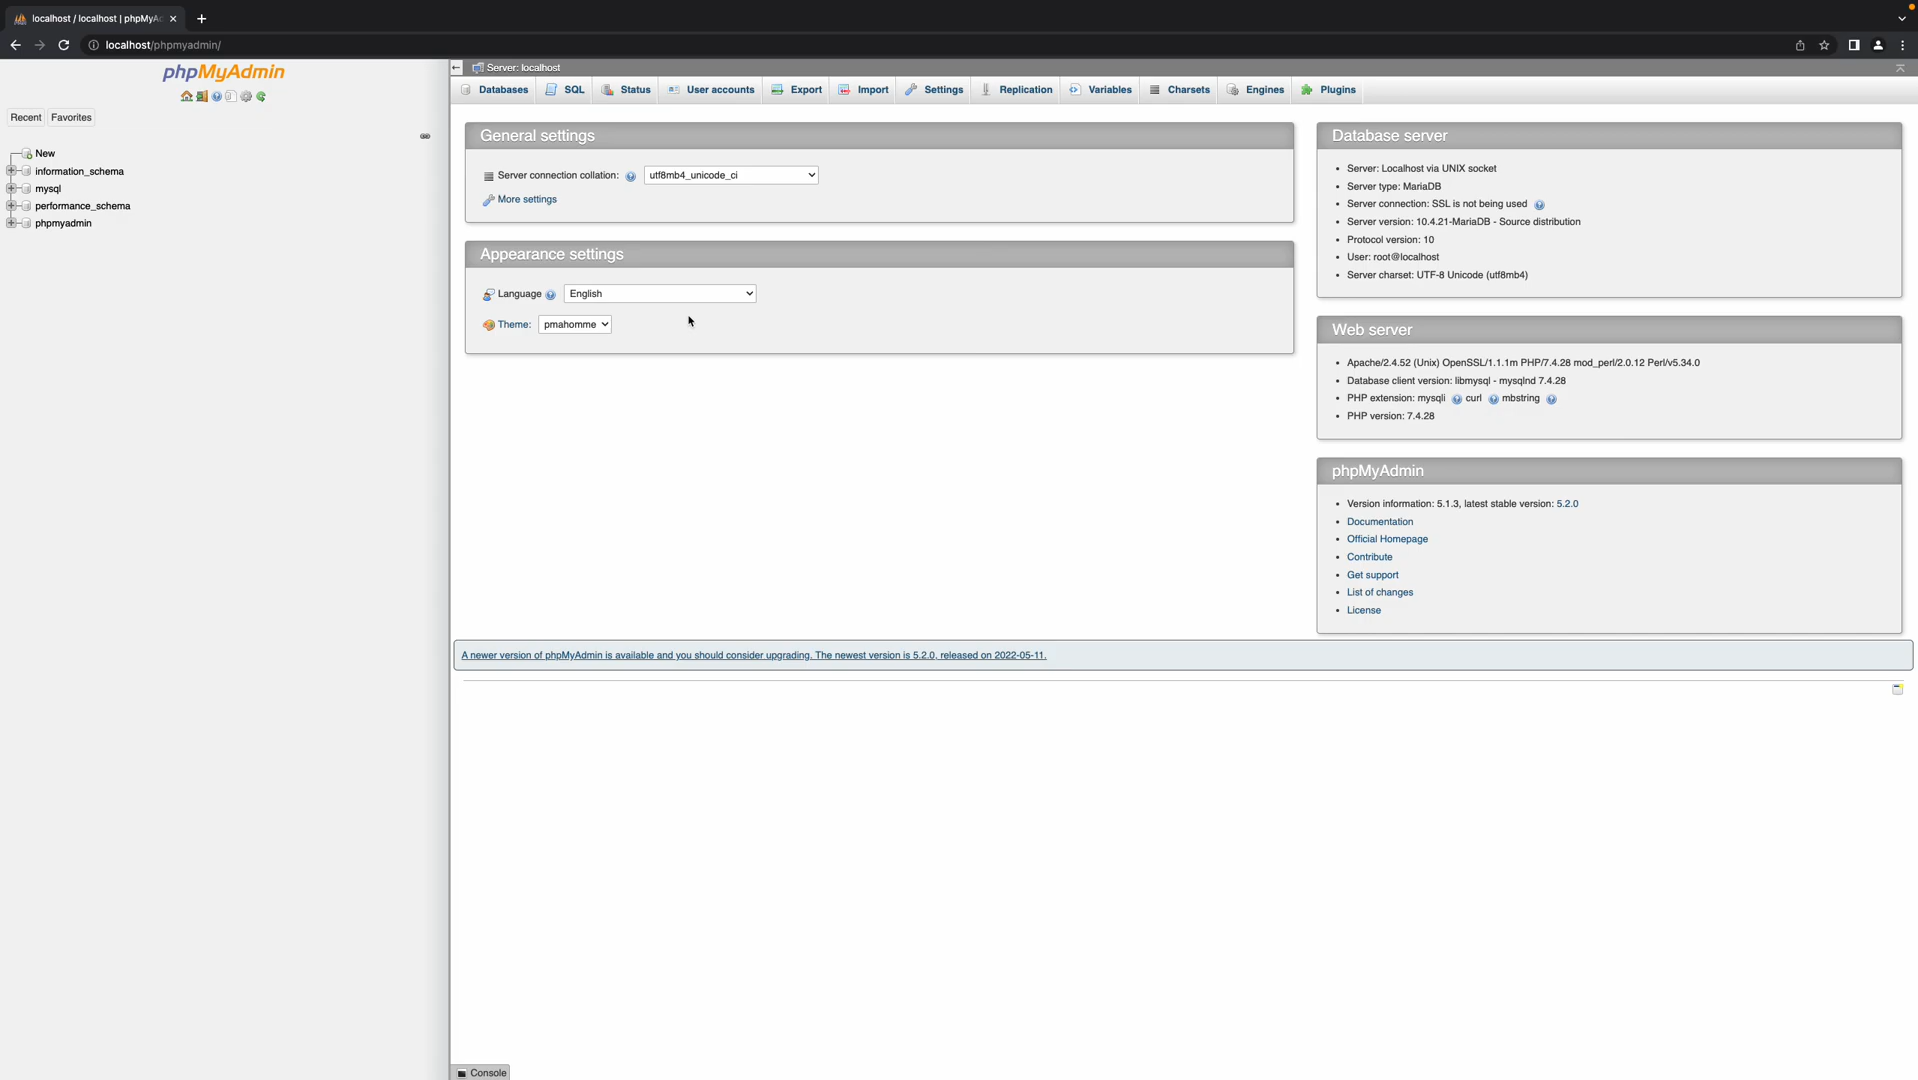 localhost / localhost | phpMyA
localhost/phpmyadmin/
phpMyAdmin
Recent
Favorites
New
information_schema
mysql
performance_schema
phpmyadmin
Server: localhost
Databases
SQL
Status
User accounts
Export
Import
Settings
Replication
Variables
Charsets
Engines
Plugins
General settings
Server connection collation:
utf8mb4_unicode_ci
More settings
Appearance settings
Language
English
Theme:
pmahomme
Database server
Server: Localhost via UNIX socket
Server type: MariaDB
Server connection: SSL is not being used
Server version: 10.4.21-MariaDB - Source distribution
Protocol version: 10
User: root@localhost
Server charset: UTF-8 Unicode (utf8mb4)
Web server
Apache/2.4.52 (Unix) OpenSSL/1.1.1m PHP/7.4.28 mod_perl/2.0.12 Perl/v5.34.0
Database client version: libmysql - mysqlnd 7.4.28
PHP extension: mysqli curl mbstring
PHP version: 7.4.28
phpMyAdmin
Version information: 5.1.3, latest stable version: 5.2.0
Documentation
Official Homepage
Contribute
Get support
List of changes
License
A newer version of phpMyAdmin is available and you should consider upgrading. The newest version is 5.2.0, released on 2022-05-11.
Console